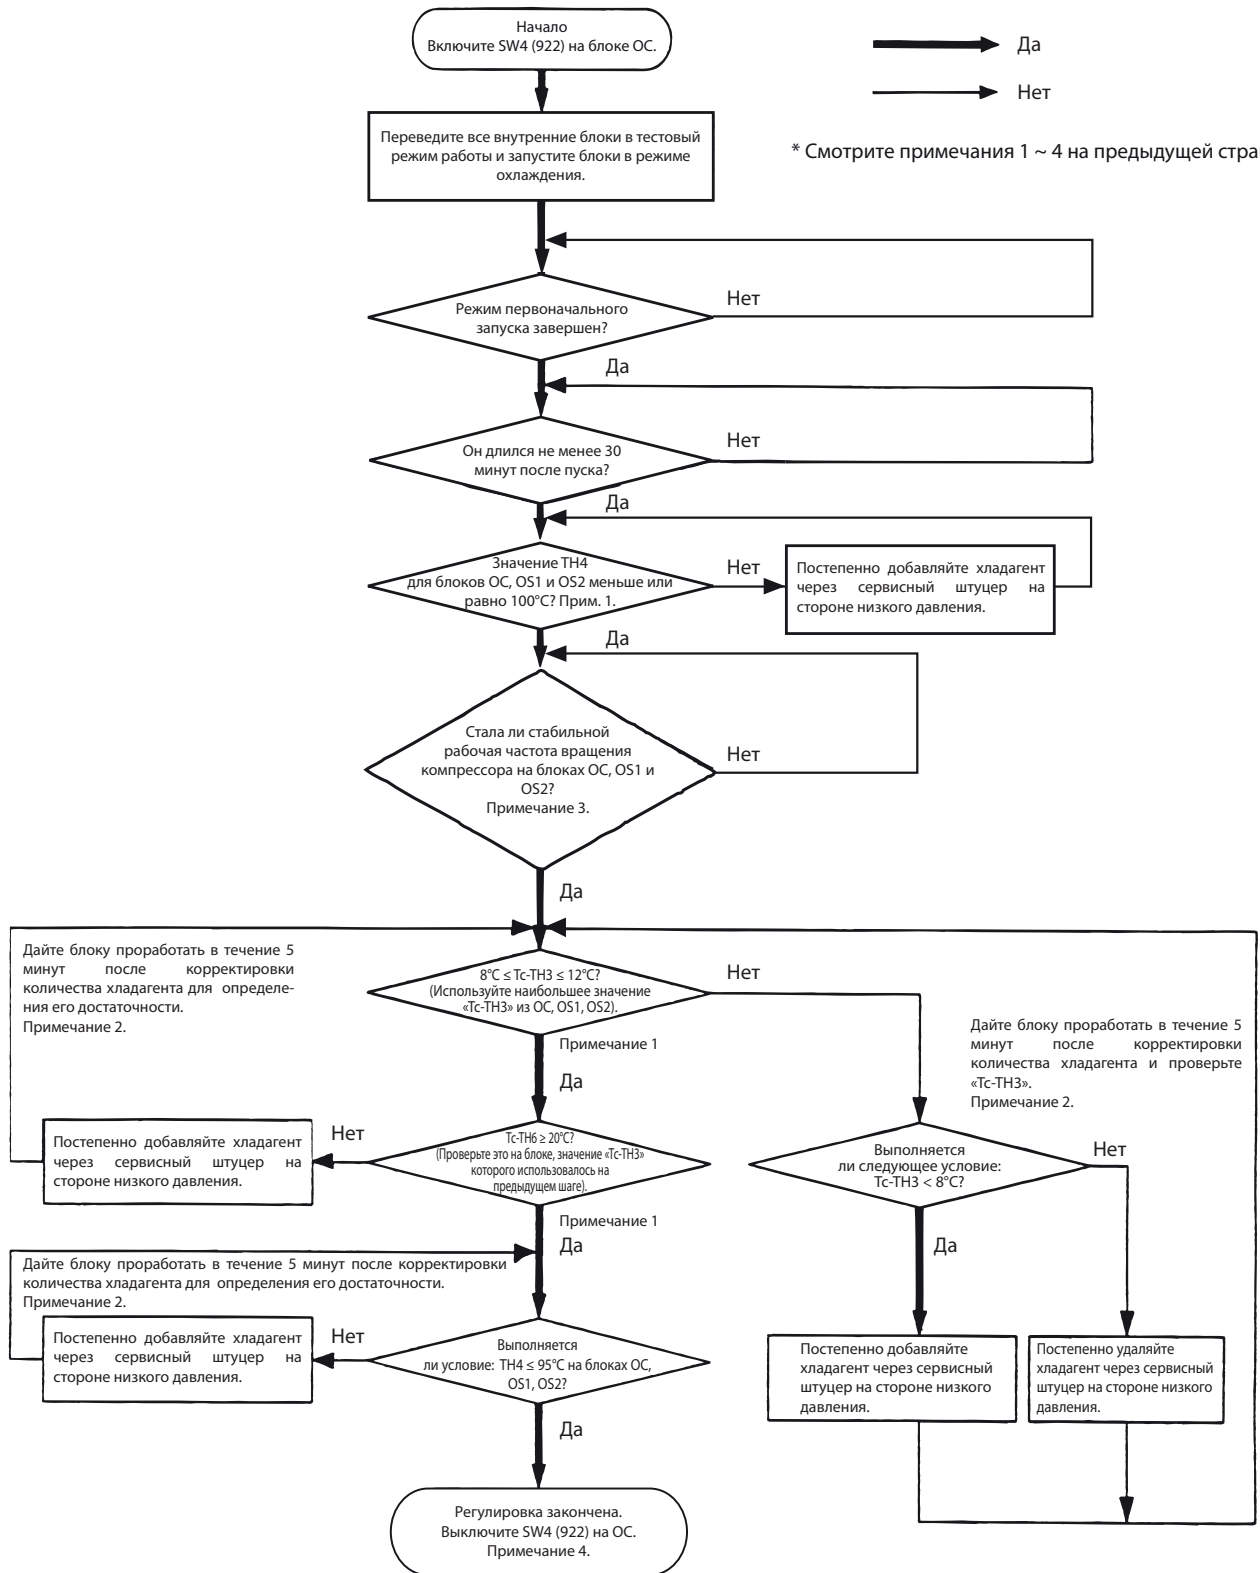 Начало
Включите SW4 (922) на блоке OC.
Да
Нет
* Смотрите примечания 1 ~ 4 на предыдущей стра
Переведите все внутренние блоки в тестовый
режим работы и запустите блоки в режиме
охлаждения.
Режим первоначального
запуска завершен?
Нет
Да
Он длился не менее 30
минут после пуска?
Нет
Да
Значение TH4
для блоков OC, OS1 и OS2 меньше или
равно 100°C? Прим. 1.
Нет
Постепенно добавляйте хладагент
через сервисный штуцер на
стороне низкого давления.
Да
Стала ли стабильной
рабочая частота вращения
компрессора на блоках OC, OS1 и
OS2?
Примечание 3.
Нет
Да
Дайте блоку проработать в течение 5
минут после корректировки
количества хладагента для определе-
ния его достаточности.
Примечание 2.
8°C ≤ Tc-TH3 ≤ 12°C?
(Используйте наибольшее значение
«Tc-TH3» из OC, OS1, OS2).
Нет
Примечание 1
Да
Дайте блоку проработать в течение 5
минут после корректировки
количества хладагента и проверьте
«Tc-TH3».
Примечание 2.
Постепенно добавляйте хладагент
через сервисный штуцер на
стороне низкого давления.
Нет
Tc-TH6 ≥ 20°C?
(Проверьте это на блоке, значение «Tc-TH3»
которого использовалось на
предыдущем шаге).
Выполняется
ли следующее условие:
Tc-TH3 < 8°C?
Нет
Примечание 1
Да
Да
Дайте блоку проработать в течение 5 минут после корректировки
количества хладагента для определения его достаточности.
Примечание 2.
Постепенно добавляйте хладагент
через сервисный штуцер на
стороне низкого давления.
Нет
Выполняется
ли условие: TH4 ≤ 95°C на блоках OC,
OS1, OS2?
Постепенно добавляйте
хладагент через сервисный
штуцер на стороне низкого
давления.
Постепенно удаляйте
хладагент через сервисный
штуцер на стороне низкого
давления.
Да
Регулировка закончена.
Выключите SW4 (922) на OC.
Примечание 4.